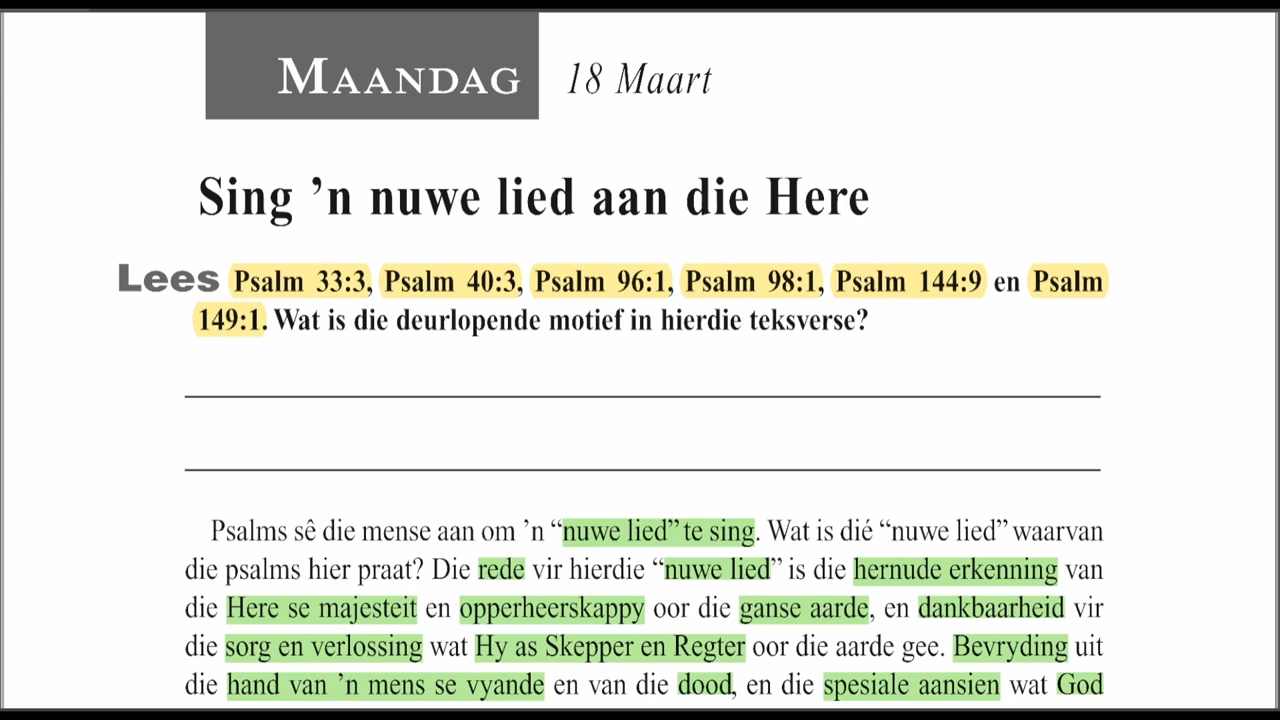 MAANDAG 18 Maart
Sing ’n nuwe lied aan die Here
Lees Psalm 33:3, Psalm 40:3, Psalm 96:1, Psalm 98:1, Psalm 144:9 en Psalm
149:1. Wat is die deurlopende motief in hierdie teksverse?
Psalms sê die mense aan om ’n “nuwe lied” te sing. Wat is dié “nuwe lied” waarvan
die psalms hier praat? Die rede vir hierdie “nuwe lied” is die hernude erkenning van
die Here se majesteit en opperheerskappy oor die ganse aarde, en dankbaarheid vir
die sorg en verlossing wat Hy as Skepper en Regter oor die aarde gee. Bevryding uit
die hand van ’n mens se vyande en van die dood, en die spesiale aansien wat God